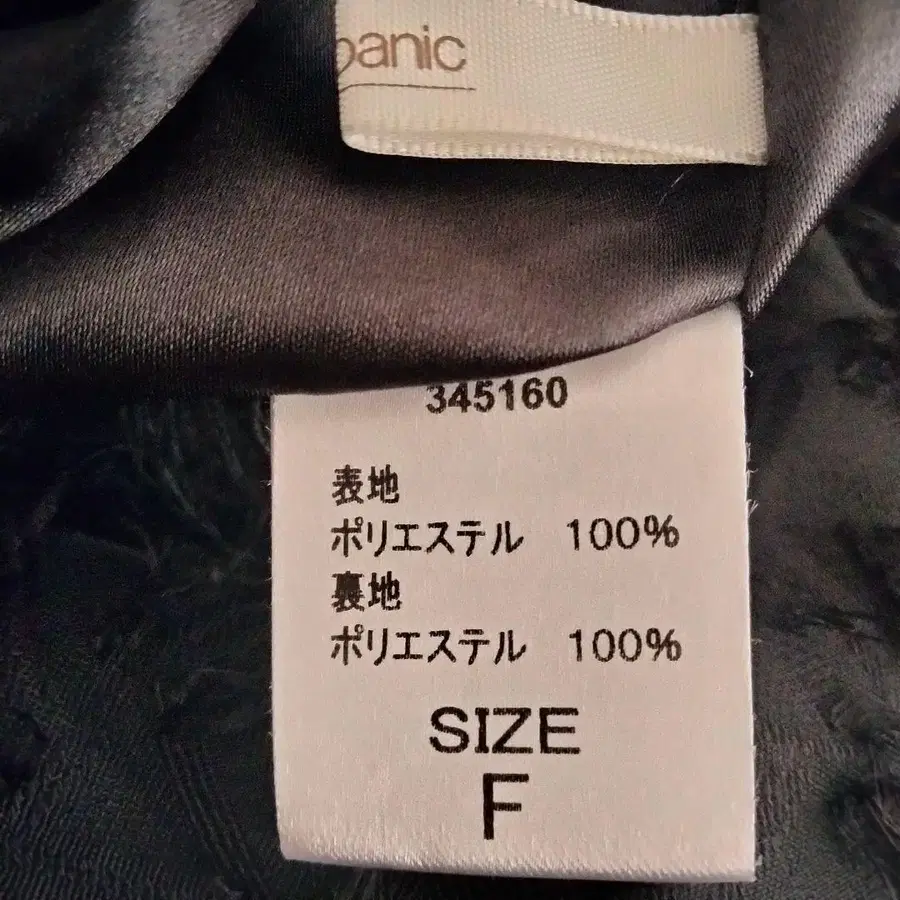 panic
345160
表地
ポリエステル 100%
裏地
ポリエステル 100%
SIZE
F